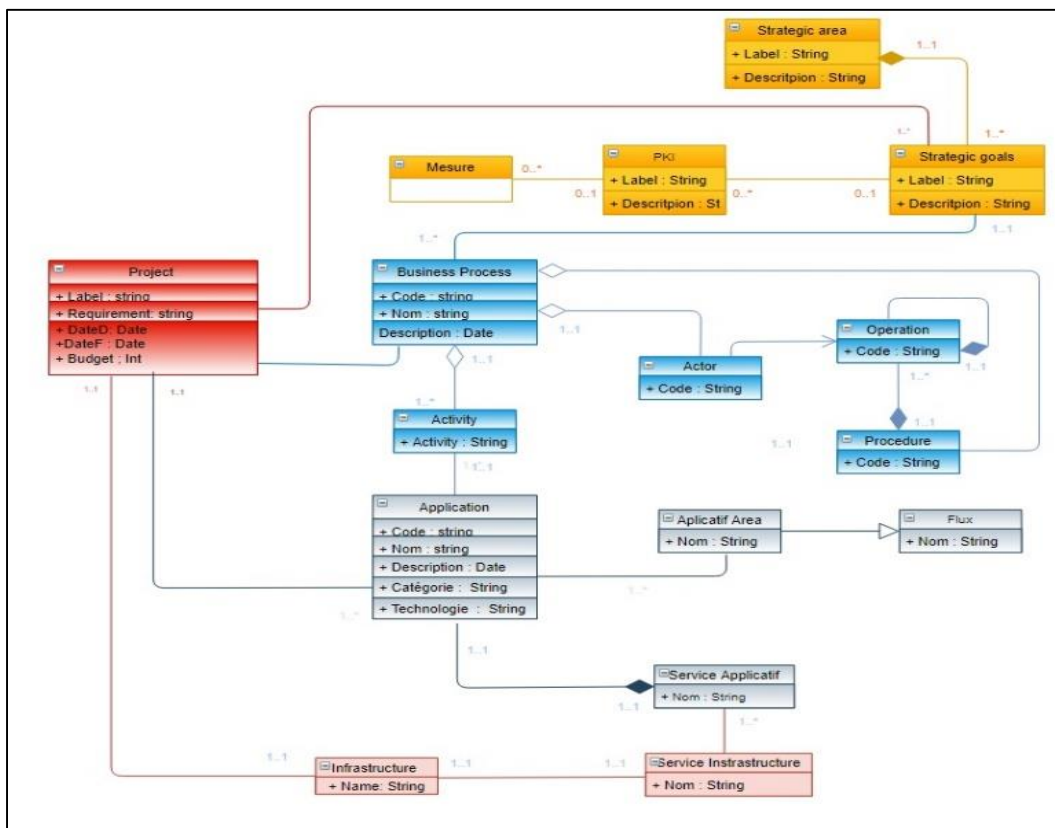 Strategic area
+ Label : String
+ Descritpion : String
1..1
1..*
1..*
Mesure
0..*
0..1
PKI
+ Label : String
+ Descritpion : St
0..*
0..1
Strategic goals
+ Label : String
+ Descritpion : String
1..1
1..*
Project
+ Label : string
+ Requirement: string
+ DateD: Date
+DateF : Date
+ Budget ; Int
1..1
1..1
Business Process
+ Code : string
+ Nom : string
Description : Date
1..1
1..1
1..*
Actor
+ Code : String
Operation
+ Code : String
1..1
1..*
1..1
1..1
Procedure
+ Code : String
Activity
+ Activity : String
1..1
Application
+ Code : string
+ Nom : string
+ Description : Date
+ Catégorie : String
+ Technologie : String
1..*
1..*
1..1
Aplicatif Area
+ Nom : String
Flux
+ Nom : String
Service Applicatif
+ Nom : String
1..1
1..*
Infrastructure
+ Name: String
1..1
1..1
1..1
Service Instrastructure
+ Nom : String